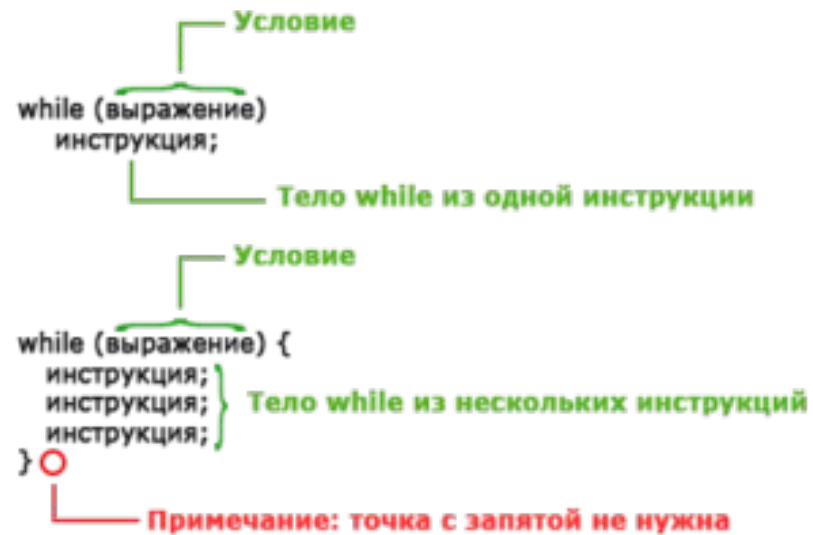 Условие
while (выражение)
инструкция;
Тело while из одной инструкции
Условие
while (выражение) {
инструкция;
инструкция;
инструкция;
Тело while из нескольких инструкций
}
Примечание: точка с запятой не нужна